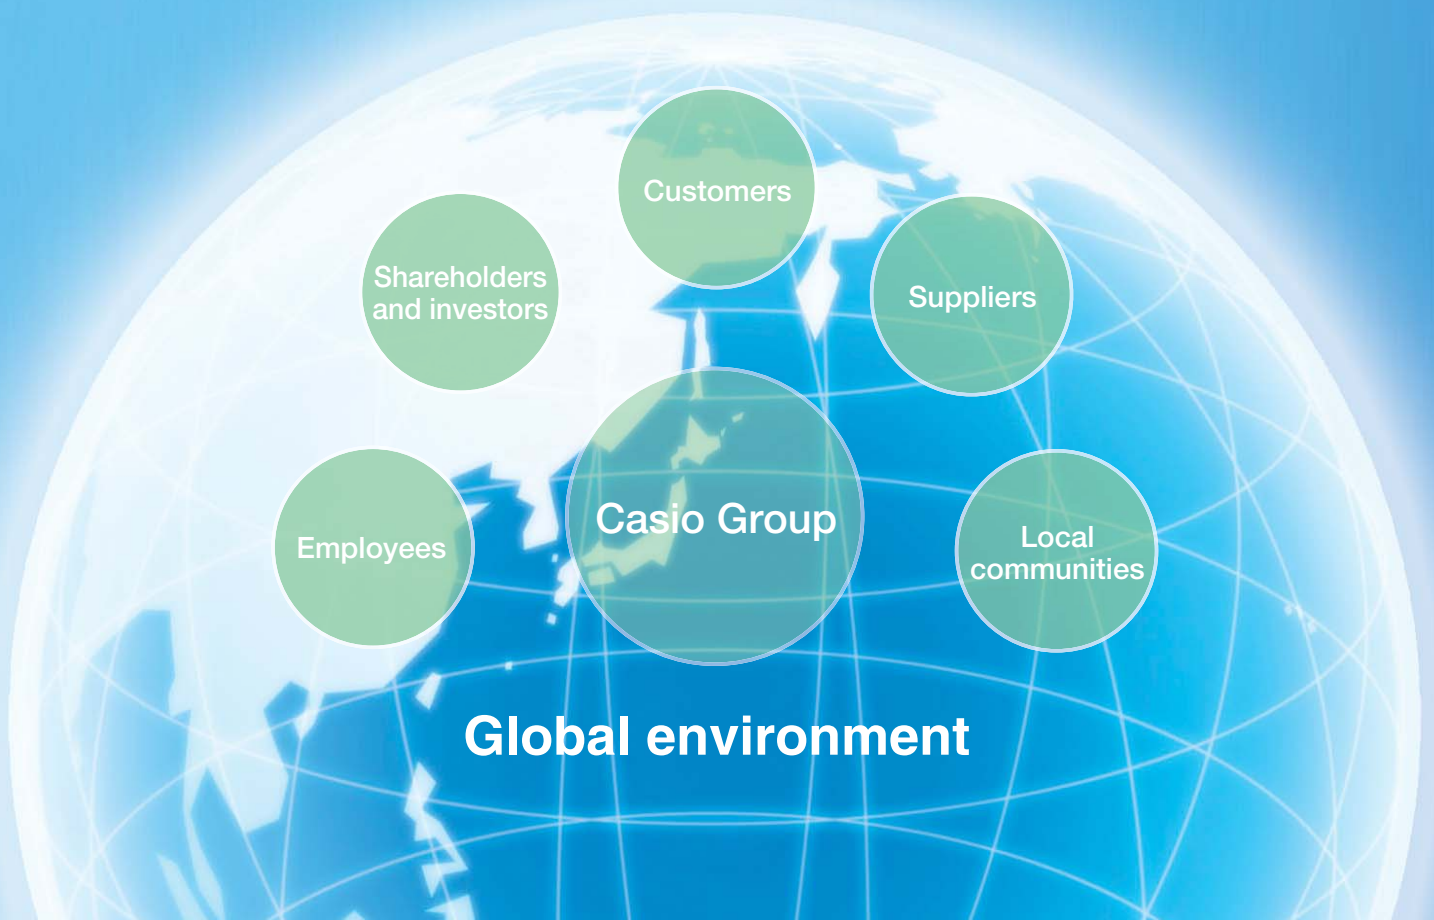 Customers
Shareholders
and investors
Suppliers
Casio Group
Employees
Local
communities
Global environment